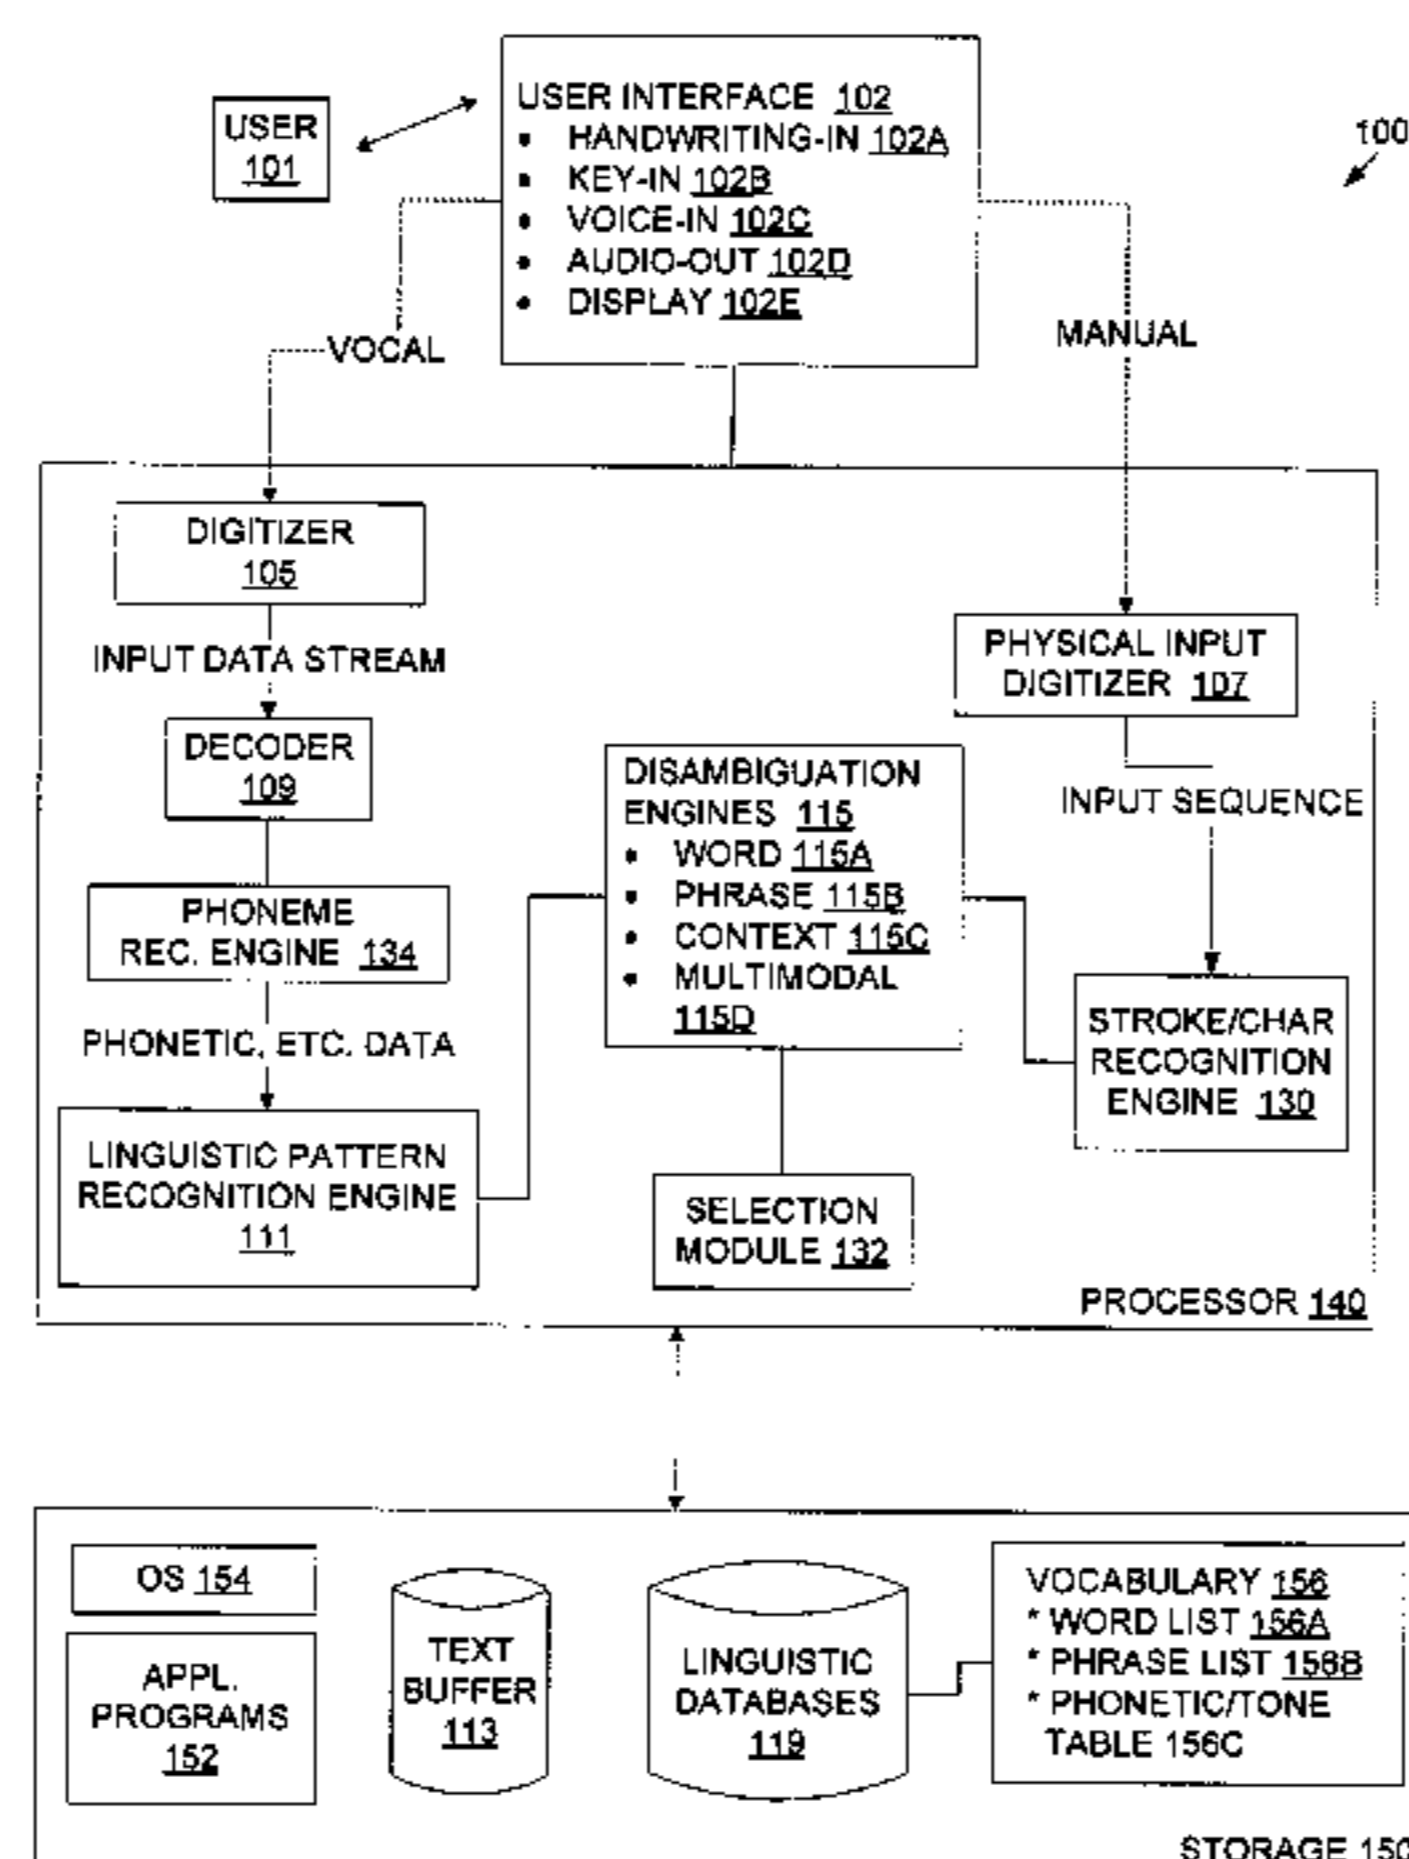 USER
101
USER INTERFACE 102
• HANDWRITING-IN 102A
• KEY-IN 102B
• VOICE-IN 102C
• AUDIO-OUT 102D
• DISPLAY 102E
100
VOCAL
MANUAL
DIGITIZER
105
INPUT DATA STREAM
DECODER
109
PHONEME
REC. ENGINE 134
PHONETIC, ETC. DATA
LINGUISTIC PATTERN
RECOGNITION ENGINE
111
DISAMBIGUATION
ENGINES 115
• WORD 115A
• PHRASE 115B
• CONTEXT 115C
• MULTIMODAL
115D
SELECTION
MODULE 132
PHYSICAL INPUT
DIGITIZER 107
INPUT SEQUENCE
STROKE/CHAR
RECOGNITION
ENGINE 130
PROCESSOR 140
OS 154
APPL.
PROGRAMS
152
TEXT
BUFFER
113
LINGUISTIC
DATABASES
119
VOCABULARY 156
* WORD LIST 156A
* PHRASE LIST 156B
* PHONETIC/TONE
TABLE 156C
STORAGE 150